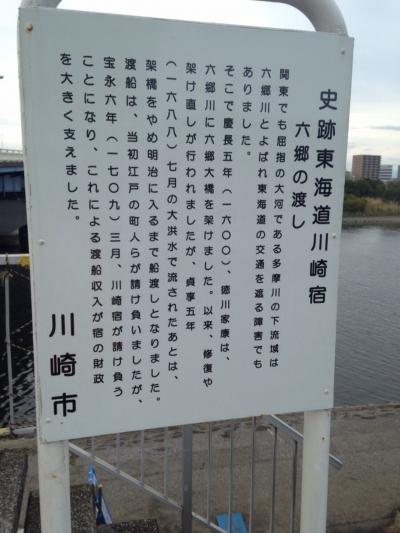 史跡東海道川崎宿
六郷の渡し
関東でも屈指の大河である多摩川の下流域は
六郷川とよばれ東海道の交通を遮る障害でも
ありました。
そこで慶長五年（一六〇〇）、徳川家康は、
六郷川に六郷大橋を架けました。以来、修復や
架け直しが行われましたが、貞享五年
（一六八八）七月の大洪水で流されたあとは、
架橋をやめ明治に入るまで船渡しとなりました。
渡船は、当初江戸の町人らが請け負いましたが、
宝永六年（一七〇九）三月、川崎宿が請け負う
ことになり、これによる渡船収入が宿の財政
を大きく支えました。
川崎市